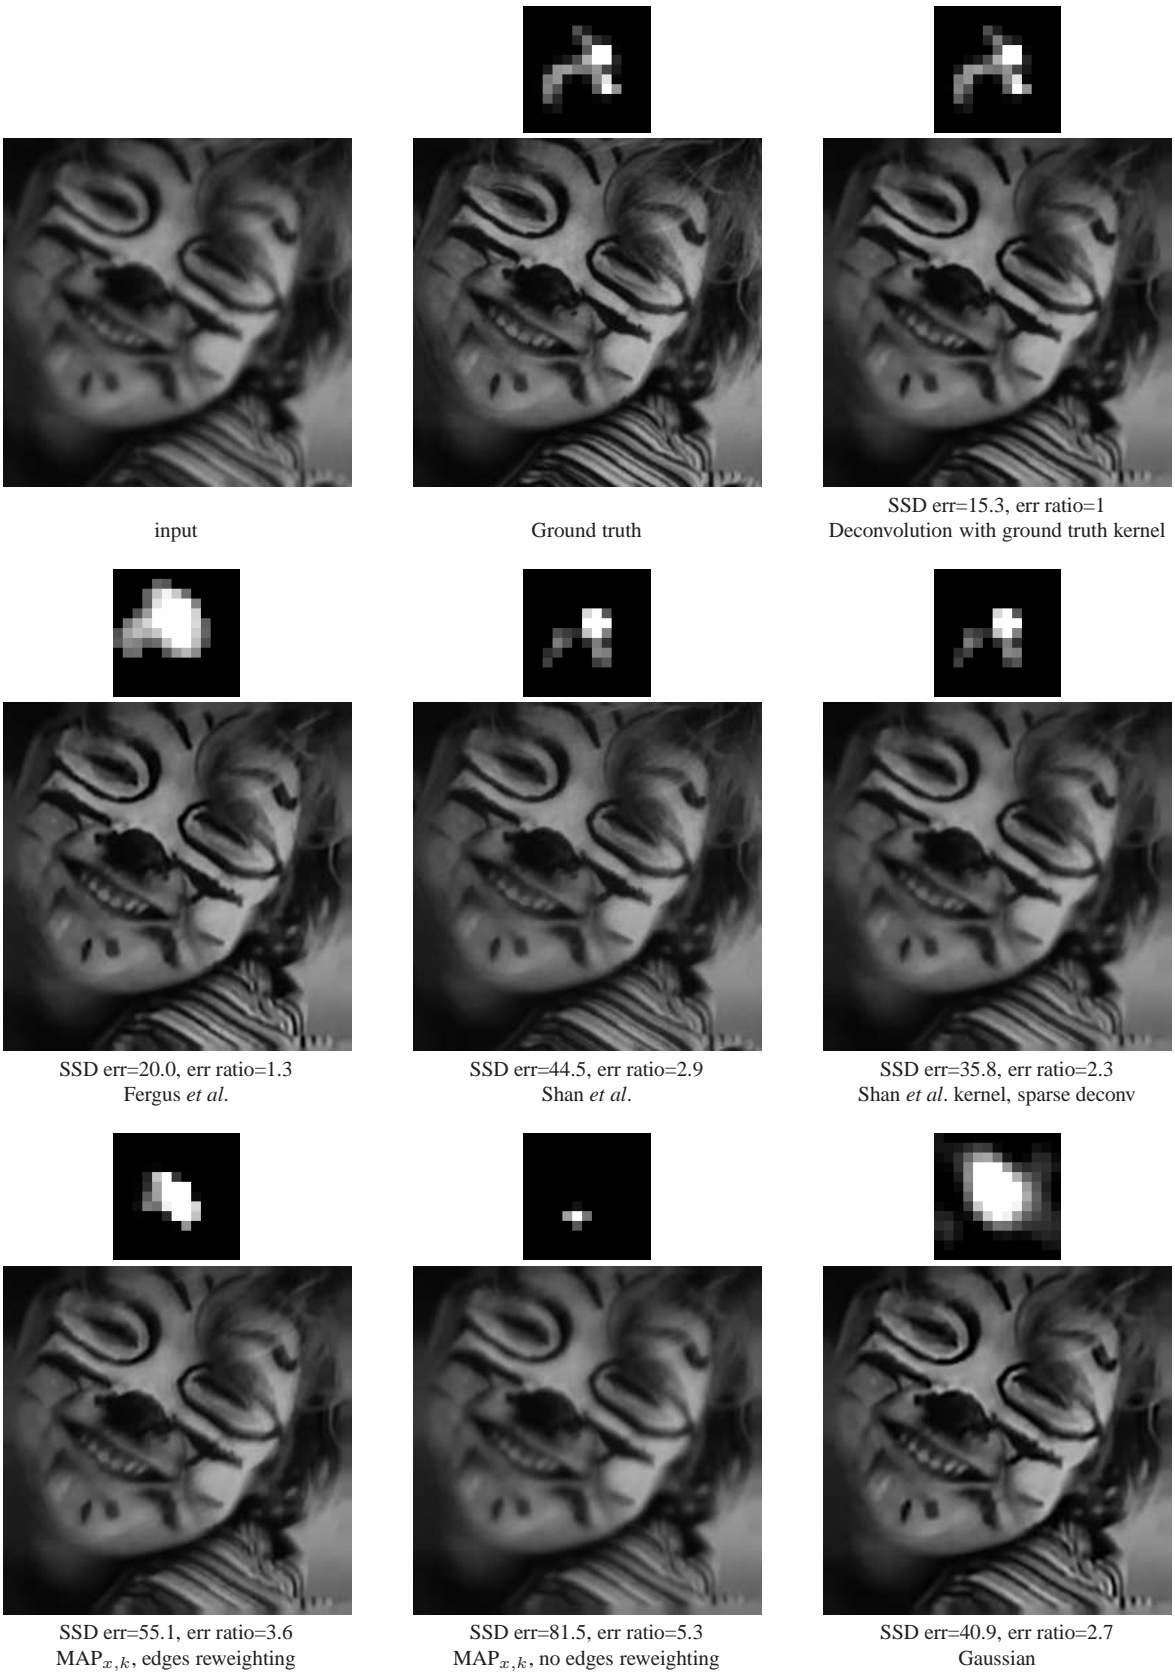 SSD err=15.3, err ratio=1
input
Ground truth
Deconvolution with ground truth kernel
SSD err=20.0, err ratio=1.3
Fergus et al.
SSD err=44.5, err ratio=2.9
Shan et al.
SSD err=35.8, err ratio=2.3
Shan et al. kernel, sparse deconv
SSD err=55.1, err ratio=3.6
MAPx,k, edges reweighting
SSD err=81.5, err ratio=5.3
MAPx,k, no edges reweighting
SSD err=40.9, err ratio=2.7
Gaussian